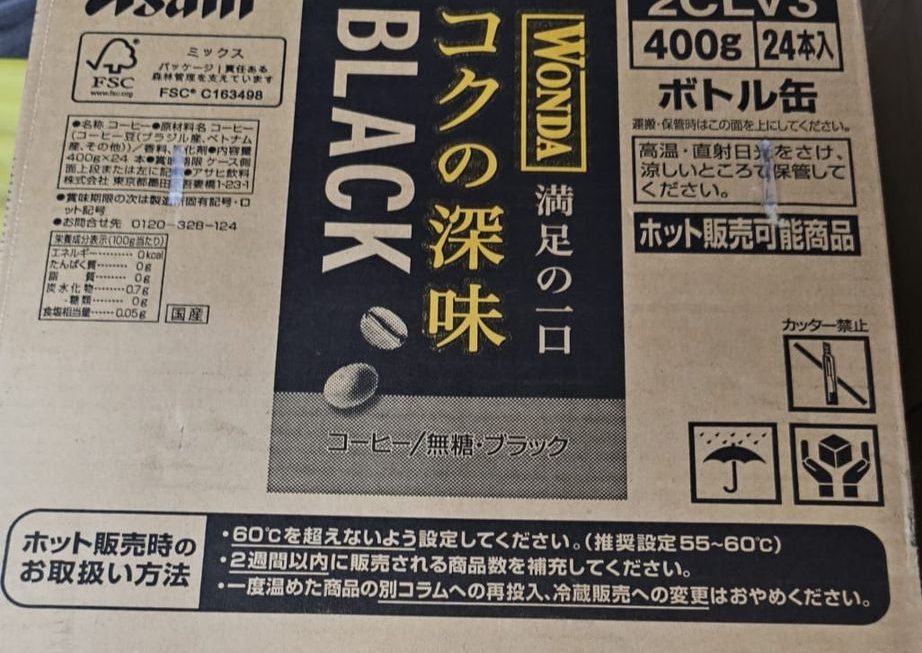 Asahi
FSC
www.fsc.org
ミックス
パッケージ|責任ある
森林管理を支えています
FSC® C163498
●名称 コーヒー●原材料名 コーヒー
(コーヒー豆(ブラジル産、ベトナム
産、その他))/香料、乳化剤●内容量
400g×24 本●賞味期限 ケース側
面上段または左に記載●アサヒ飲料
株式会社 東京都墨田区吾妻橋1-23-1
●賞味期限の次は製造所固有記号・ロ
ット記号
●お問合せ先 0120-328-124
栄養成分表示(100g当たり)
エネルギー……… 0kcal
たんぱく質……… 0g
脂 質……… 0g
炭水化物……… 0.7g
-糖類……… 0g
食塩相当量…… 0.05g
国産
BLACK
コクの深味
WONDA
満足の一口
コーヒー/無糖・ブラック
2CLV3
400g 24本入
ボトル缶
運搬・保管時はこの面を上にしてください。
高温・直射日光をさけ、
涼しいところで保管して
ください。
ホット販売可能商品
カッター禁止
ホット販売時の
お取扱い方法
・60℃を超えないよう設定してください。(推奨設定55~60℃)
・2週間以内に販売される商品数を補充してください。
・一度温めた商品の別コラムへの再投入、冷蔵販売への変更はおやめください。